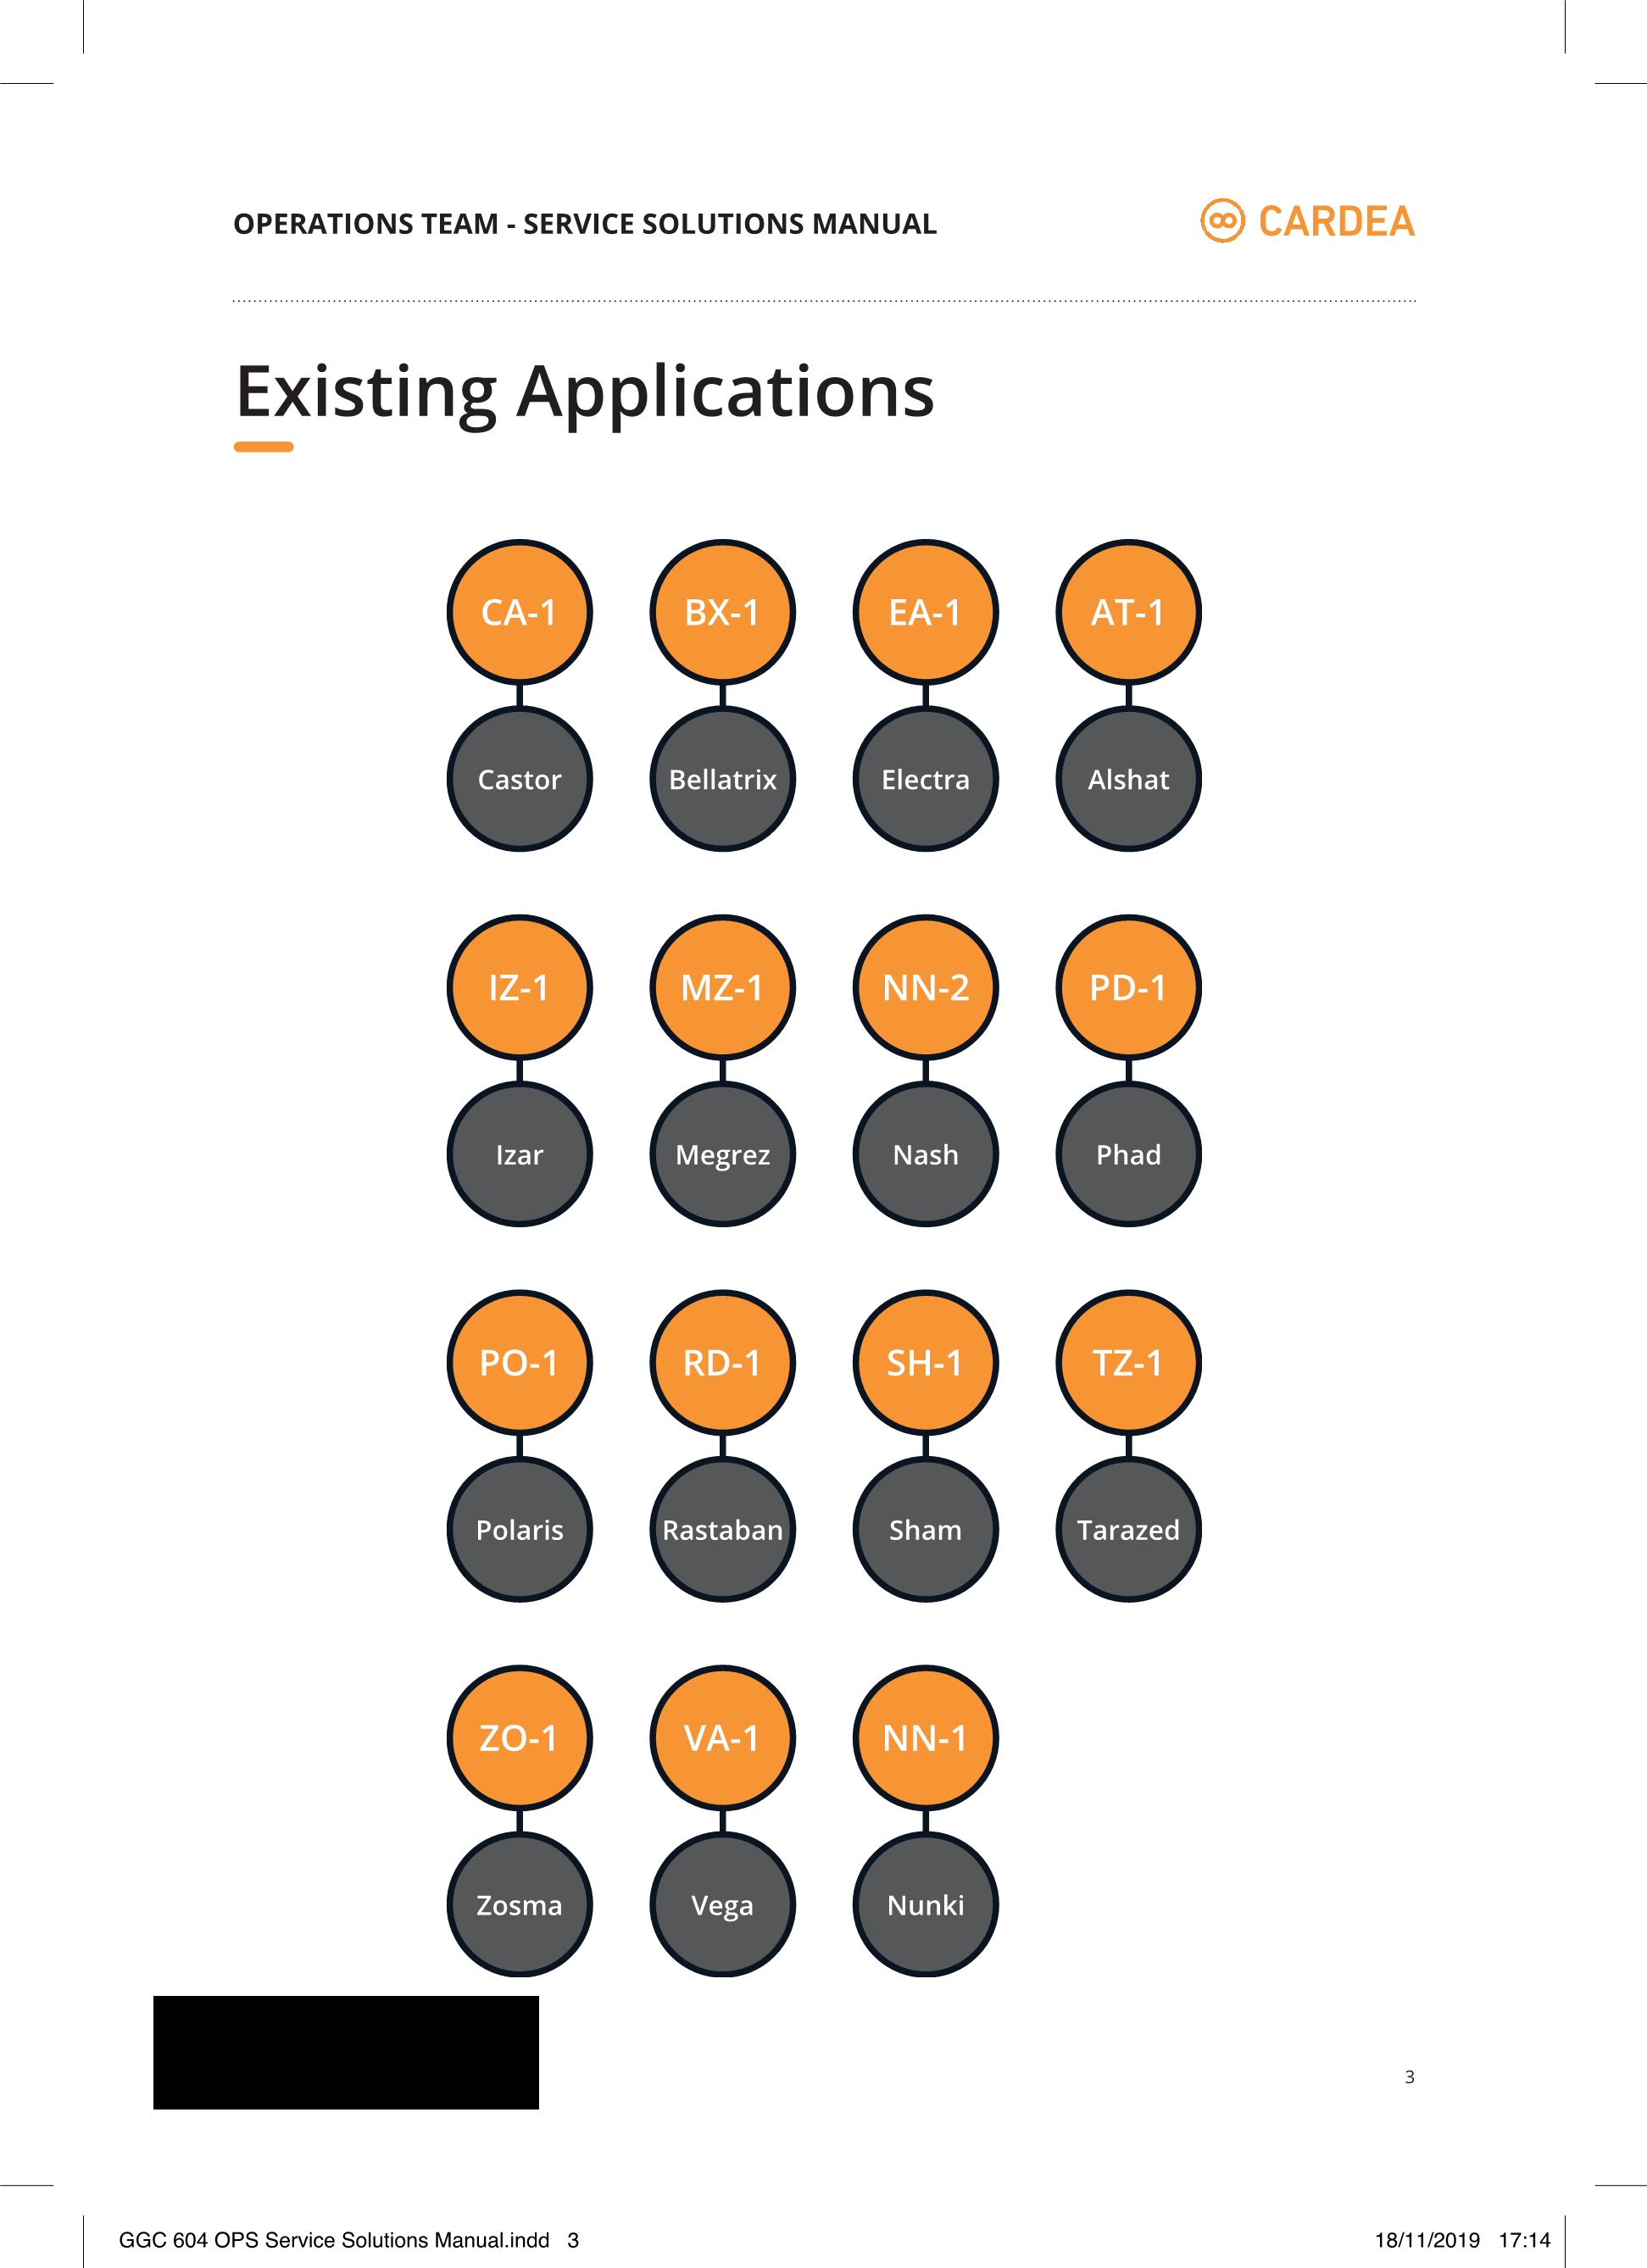 OPERATIONS TEAM - SERVICE SOLUTIONS MANUAL
CARDEA
Existing Applications
CA-1 BX-1 EA-1 AT-1
Castor Bellatrix Electra Alshat
IZ-1 MZ-1 NN-2 PD-1
Izar Megrez Nash Phad
PO-1 RD-1 SH-1 TZ-1
Polaris Rastaban Sham Tarazed
ZO-1 VA-1 NN-1
Zosma Vega Nunki
3
GGC 604 OPS Service Solutions Manual.indd 3
18/11/2019 17:14